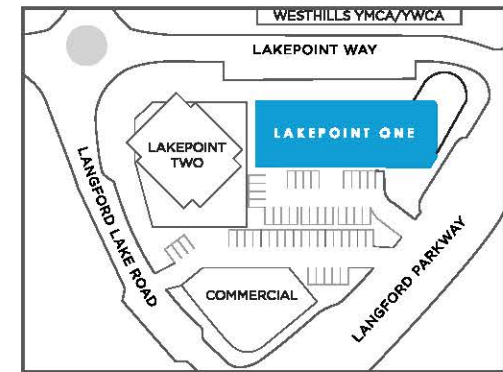 WESTHILLS YMCA/YWCA
LAKEPOINT WAY
LAKEPOINT ONE
LAKEPOINT
TWO
LANGFORD LAKE ROAD
LANGFORD PARKWAY
COMMERCIAL